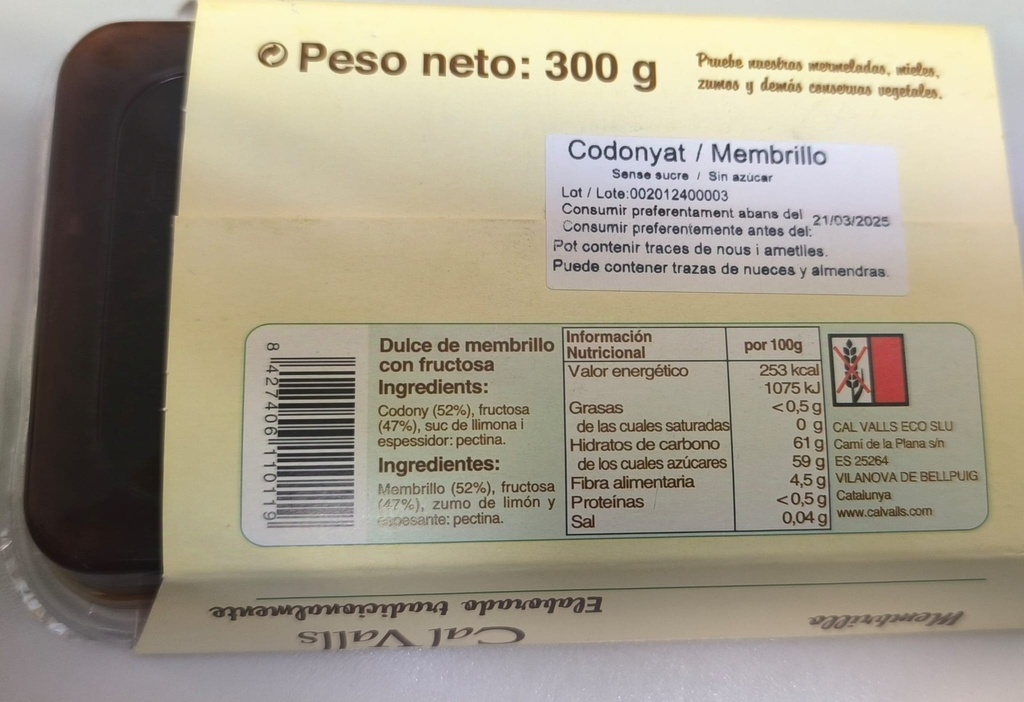 Peso neto: 300 g
Pruebe nuestras mermeladas, mieles,
zumos y demás conservas vegetales.
Codonyat / Membrillo
Sense sucre / Sin azúcar
Lot / Lote:002012400003
Consumir preferentament abans del
Consumir preferentemente antes del:
21/03/2025
Pot contenir traces de nous i ametlles.
Puede contener trazas de nueces y almendras.
8 427406 110119
Dulce de membrillo
con fructosa
Ingredients:
Codony (52%), fructosa
(47%), suc de llimona i
espessidor: pectina.
Ingredientes:
Membrillo (52%), fructosa
(47%), zumo de limón y
espesante: pectina.
Información
Nutricional
por 100g
Valor energético 253 kcal
1075 kJ
Grasas <0,5 g
de las cuales saturadas 0 g
Hidratos de carbono 61 g
de los cuales azúcares 59 g
Fibra alimentaria 4,5 g
Proteínas <0,5 g
Sal 0,04 g
CAL VALLS ECO SLU
Camí de la Plana s/n
ES 25264
VILANOVA DE BELLPUIG
Catalunya
www.calvalls.com
Elaborado tradicionalmente
Cal Valls
Membrillo